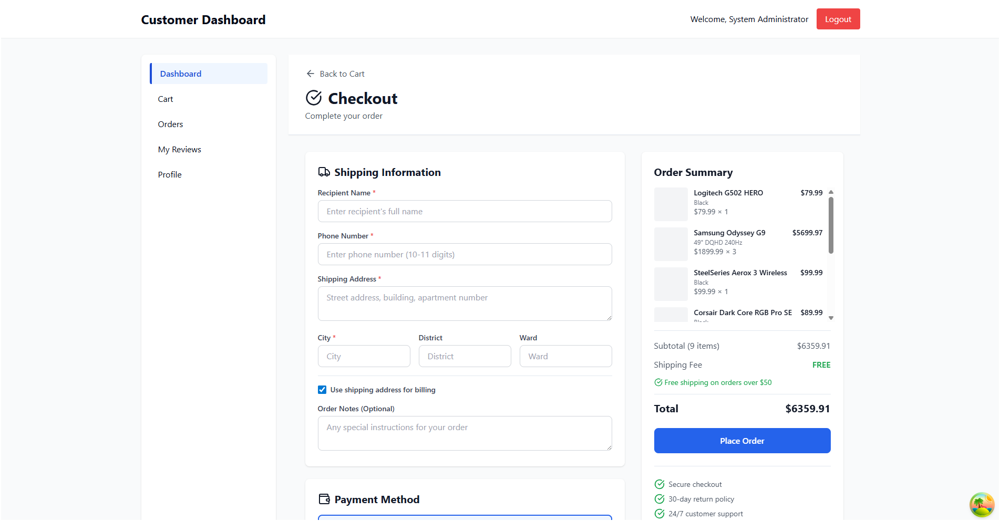 Customer Dashboard
Welcome, System Administrator
Logout
Dashboard
Cart
Orders
My Reviews
Profile
Back to Cart
Checkout
Complete your order
Shipping Information
Recipient Name *
Enter recipient's full name
Phone Number *
Enter phone number (10-11 digits)
Shipping Address *
Street address, building, apartment number
City *
District
Ward
City
District
Ward
Use shipping address for billing
Order Notes (Optional)
Any special instructions for your order
Payment Method
Order Summary
Logitech G502 HERO $79.99
Black
$79.99 × 1
Samsung Odyssey G9 $5699.97
49" DQHD 240Hz
$1899.99 × 3
SteelSeries Aerox 3 Wireless $99.99
Black
$99.99 × 1
Corsair Dark Core RGB Pro SE $89.99
Subtotal (9 items) $6359.91
Shipping Fee FREE
Free shipping on orders over $50
Total $6359.91
Place Order
Secure checkout
30-day return policy
24/7 customer support